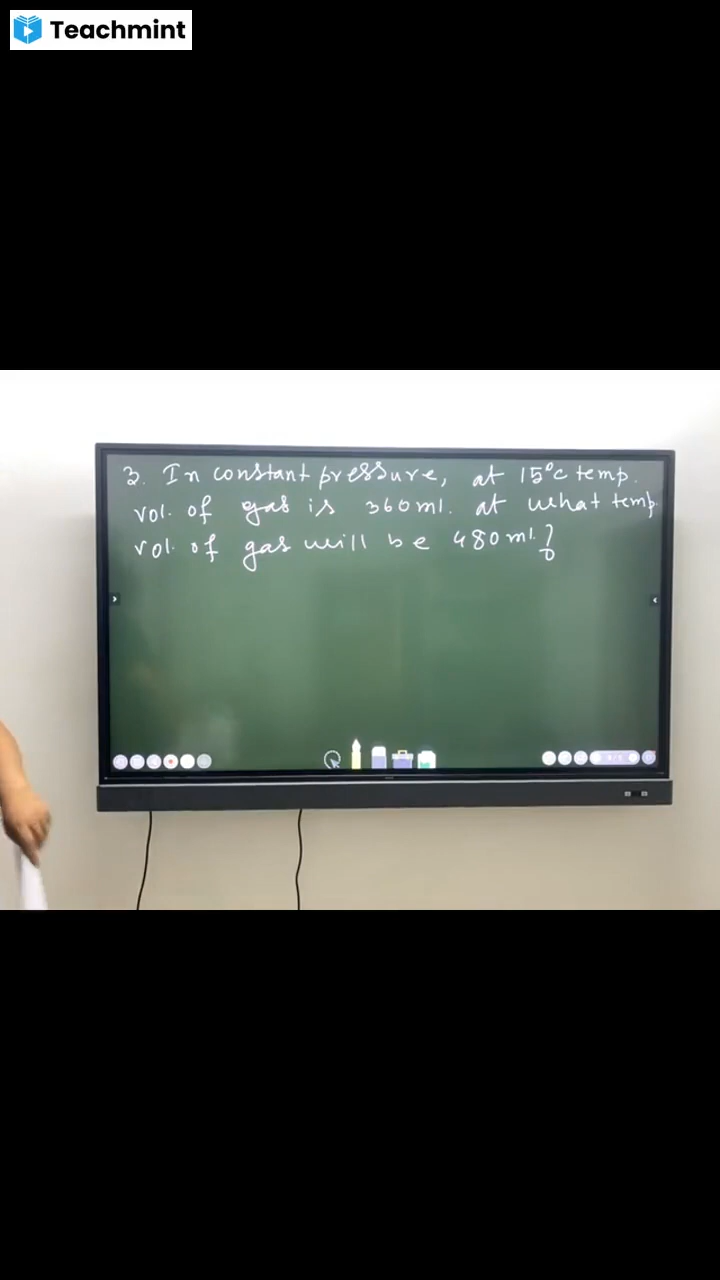 Teachmint
3. In constant pressure, at 15°c temp.
vol. of gas is 360ml. at what temp.
vol. of gas will be 480ml.?